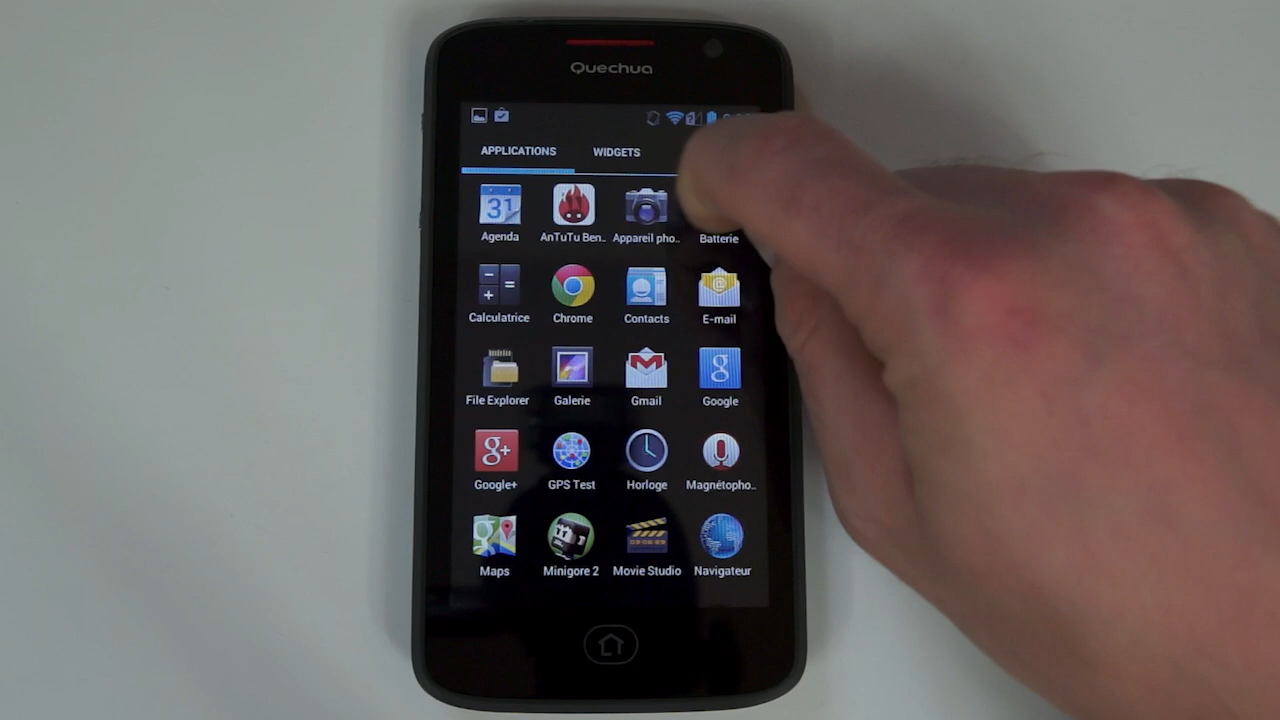 Quechua
APPLICATIONS WIDGETS
31
Agenda AnTuTu Ben.. Appareil pho.. Batterie
Calculatrice Chrome Contacts E-mail
File Explorer Galerie Gmail Google
g+
Google+ GPS Test Horloge Magnétopho..
Maps Minigore 2 Movie Studio Navigateur